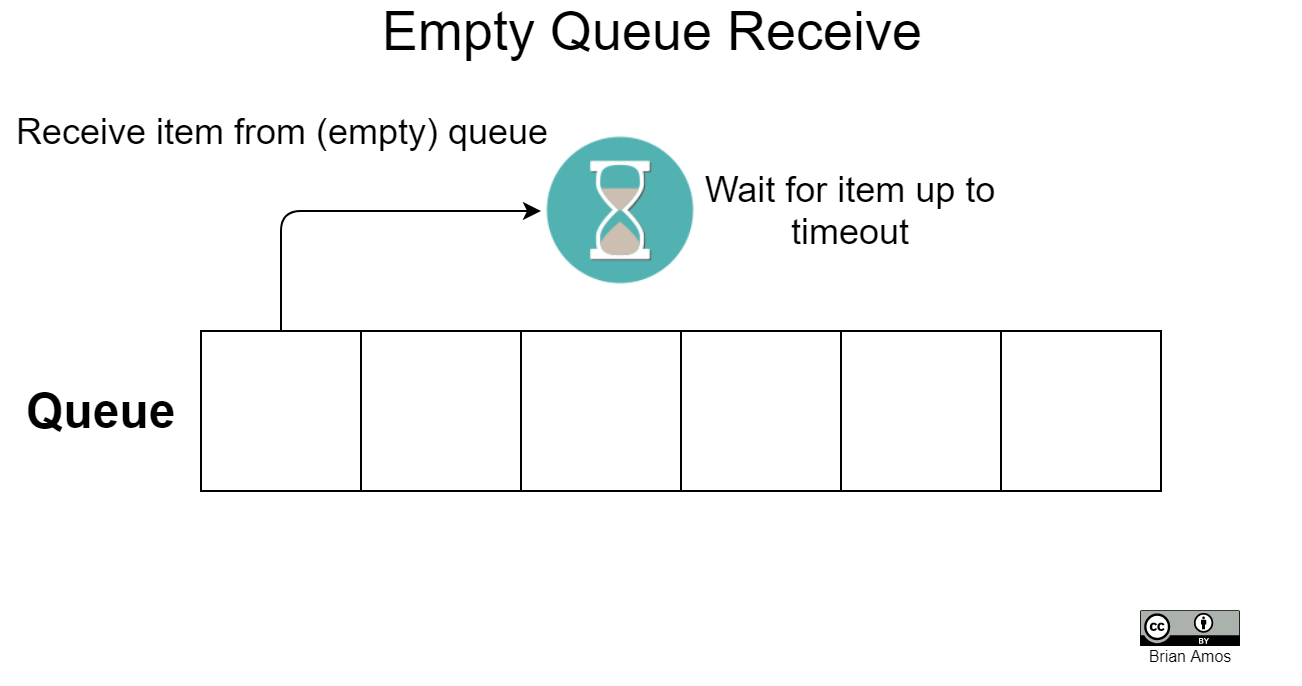 Empty Queue Receive
Receive item from (empty) queue
Wait for item up to
timeout
Queue
cc
BY
Brian Amos